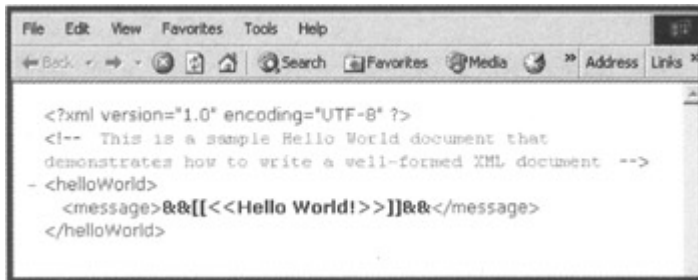 File Edit View Favorites Tools Help
Back Search Favorites Media » Address Links »
<?xml version="1.0" encoding="UTF-8" ?>
<!-- This is a sample Hello World document that
demonstrates how to write a well-formed XML document -->
- <helloWorld>
<message>&&[[<<Hello World!>>]]&&</message>
</helloWorld>